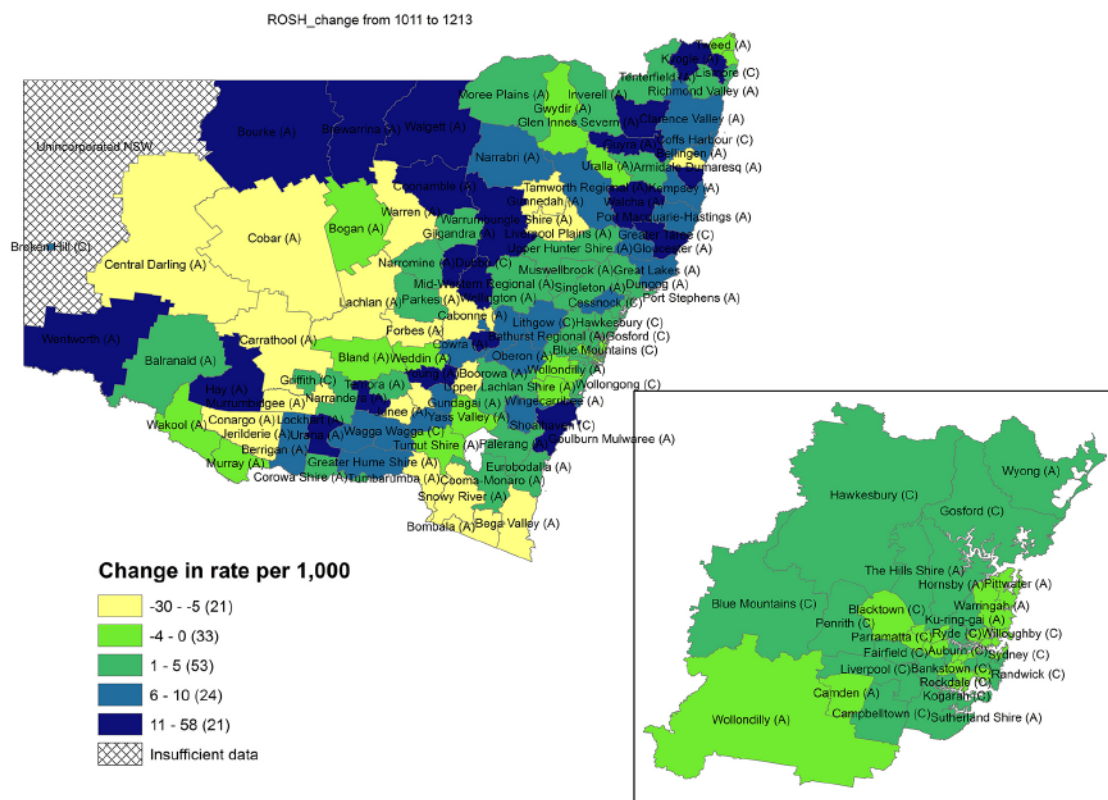 ROSH_change from 1011 to 1213
Tweed (A)
Kyogle (A)
Lismore (C)
Tenterfield (A)
Richmond Valley (A)
Moree Plains (A)
Inverell (A)
Gwydir (A)
Glen Innes Severn (A)
Clarence Valley (A)
Bourke (A)
Brewarrina (A)
Walgett (A)
Coffs Harbour (C)
Guyra (A)
Bellingen (A)
Unincorporated NSW
Narrabri (A)
Uralla (A)
Armidale Dumaresq (A)
Coonamble (A)
Tamworth Regional (A)
Kempsey (A)
Gunnedah (A)
Walcha (A)
Warren (A)
Warrumbungle Shire (A)
Port Macquarie-Hastings (A)
Bogan (A)
Gilgandra (A)
Liverpool Plains (A)
Greater Taree (C)
Cobar (A)
Upper Hunter Shire (A)
Gloucester (A)
Broken Hill (C)
Central Darling (A)
Narromine (A)
Dubbo (C)
Muswellbrook (A)
Great Lakes (A)
Mid-Western Regional (A)
Singleton (A)
Dungog (A)
Lachlan (A)
Parkes (A)
Wellington (A)
Cessnock (C)
Port Stephens (A)
Cabonne (A)
Lithgow (C)
Hawkesbury (C)
Forbes (A)
Bathurst Regional (A)
Gosford (C)
Wentworth (A)
Carrathool (A)
Cowra (A)
Blue Mountains (C)
Balranald (A)
Bland (A)
Weddin (A)
Oberon (A)
Wollondilly (A)
Griffith (C)
Temora (A)
Young (A)
Boorowa (A)
Upper Lachlan Shire (A)
Wollongong (C)
Hay (A)
Murrumbidgee (A)
Narrandera (A)
Junee (A)
Gundagai (A)
Wingecarribee (A)
Wakool (A)
Conargo (A)
Lockhart (A)
Yass Valley (A)
Shoalhaven (C)
Jerilderie (A)
Urana (A)
Wagga Wagga (C)
Goulburn Mulwaree (A)
Berrigan (A)
Tumut Shire (A)
Palerang (A)
Murray (A)
Greater Hume Shire (A)
Eurobodalla (A)
Corowa Shire (A)
Tumbarumba (A)
Cooma-Monaro (A)
Snowy River (A)
Bombala (A)
Bega Valley (A)
Change in rate per 1,000
-30 - -5 (21)
-4 - 0 (33)
1 - 5 (53)
6 - 10 (24)
11 - 58 (21)
Insufficient data
Wyong (A)
Hawkesbury (C)
Gosford (C)
The Hills Shire (A)
Hornsby (A)
Pittwater (A)
Blue Mountains (C)
Blacktown (C)
Warringah (A)
Penrith (C)
Ku-ring-gai (A)
Parramatta (C)
Ryde (C)
Willoughby (C)
Fairfield (C)
Auburn (C)
Sydney (C)
Liverpool (C)
Bankstown (C)
Randwick (C)
Rockdale (C)
Camden (A)
Kogarah (C)
Wollondilly (A)
Campbelltown (C)
Sutherland Shire (A)